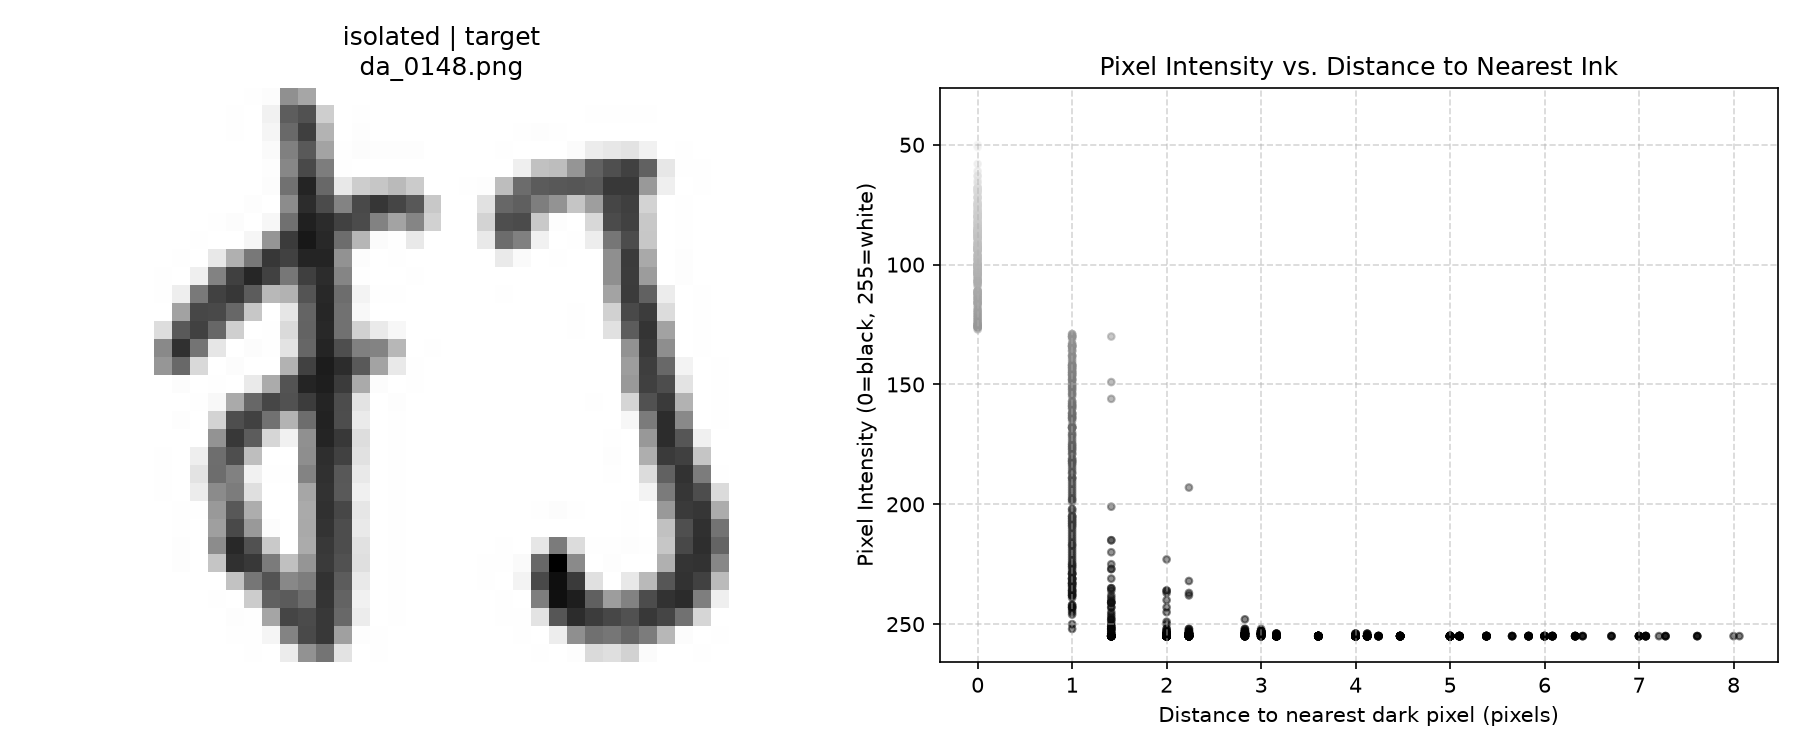 isolated | target
da_0148.png
Pixel Intensity vs. Distance to Nearest Ink
Pixel Intensity (0=black, 255=white)
50
100
150
200
250
0 1 2 3 4 5 6 7 8
Distance to nearest dark pixel (pixels)